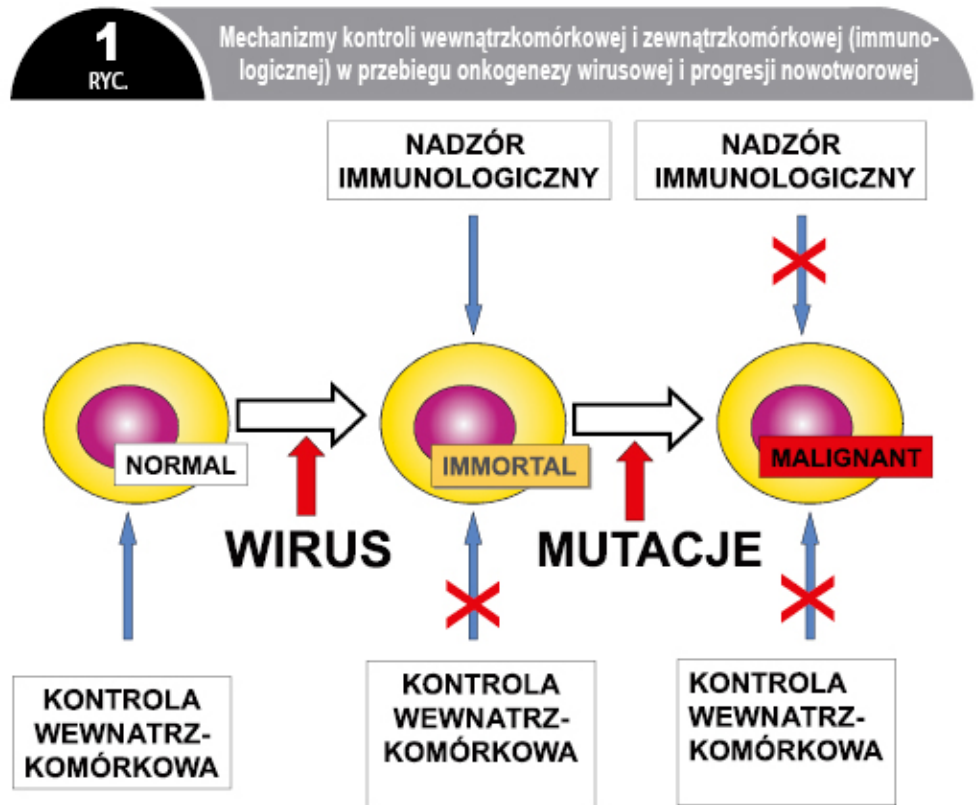 1
RYC.
Mechanizmy kontroli wewnątrzkomórkowej i zewnątrzkomórkowej (immuno-
logicznej) w przebiegu onkogenezy wirusowej i progresji nowotworowej
NADZÓR
IMMUNOLOGICZNY
NADZÓR
IMMUNOLOGICZNY
NORMAL
IMMORTAL
MALIGNANT
WIRUS
MUTACJE
KONTROLA
WEWNATRZ-
KOMÓRKOWA
KONTROLA
WEWNATRZ-
KOMÓRKOWA
KONTROLA
WEWNATRZ-
KOMÓRKOWA